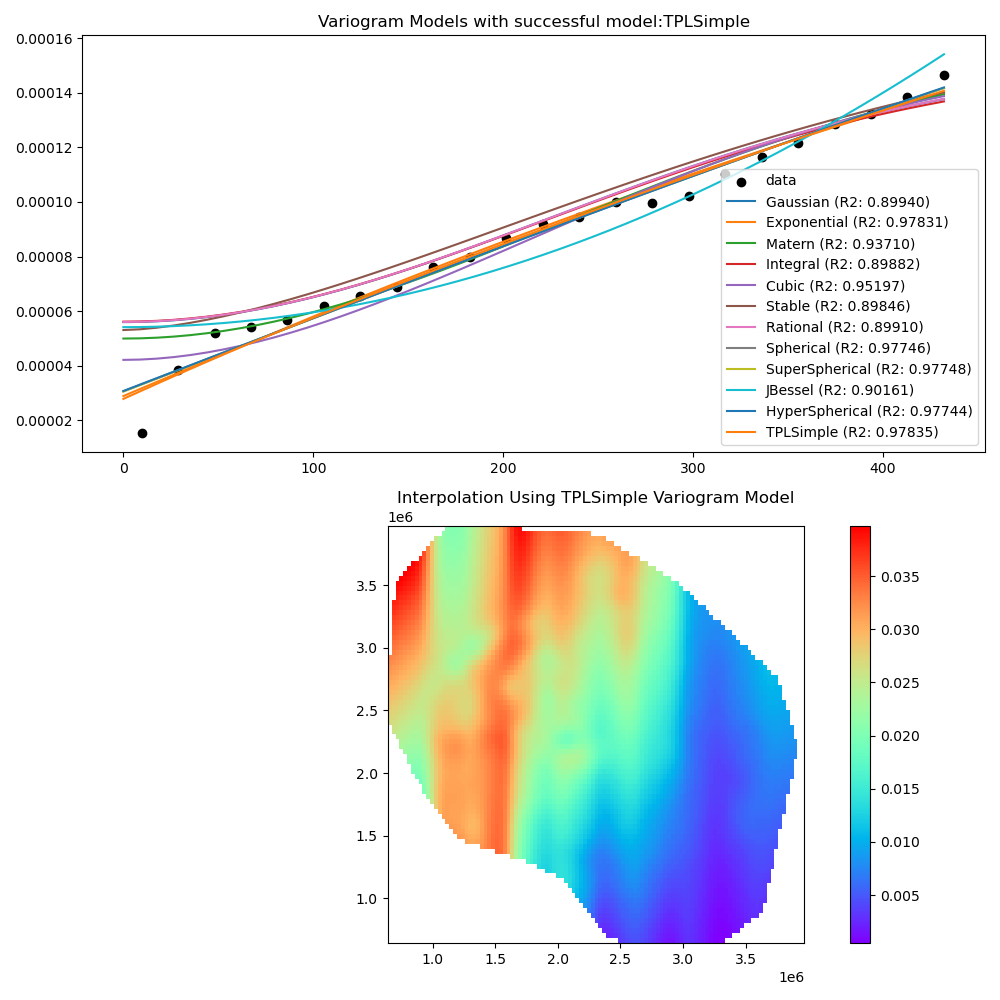 Variogram Models with successful model:TPLSimple
0.00016
0.00014
0.00012
0.00010
0.00008
0.00006
0.00004
0.00002
0 100 200 300 400
data
Gaussian (R2: 0.89940)
Exponential (R2: 0.97831)
Matern (R2: 0.93710)
Integral (R2: 0.89882)
Cubic (R2: 0.95197)
Stable (R2: 0.89846)
Rational (R2: 0.89910)
Spherical (R2: 0.97746)
SuperSpherical (R2: 0.97748)
JBessel (R2: 0.90161)
HyperSpherical (R2: 0.97744)
TPLSimple (R2: 0.97835)
Interpolation Using TPLSimple Variogram Model
1e6
3.5
3.0
2.5
2.0
1.5
1.0
1.0 1.5 2.0 2.5 3.0 3.5
1e6
0.035
0.030
0.025
0.020
0.015
0.010
0.005